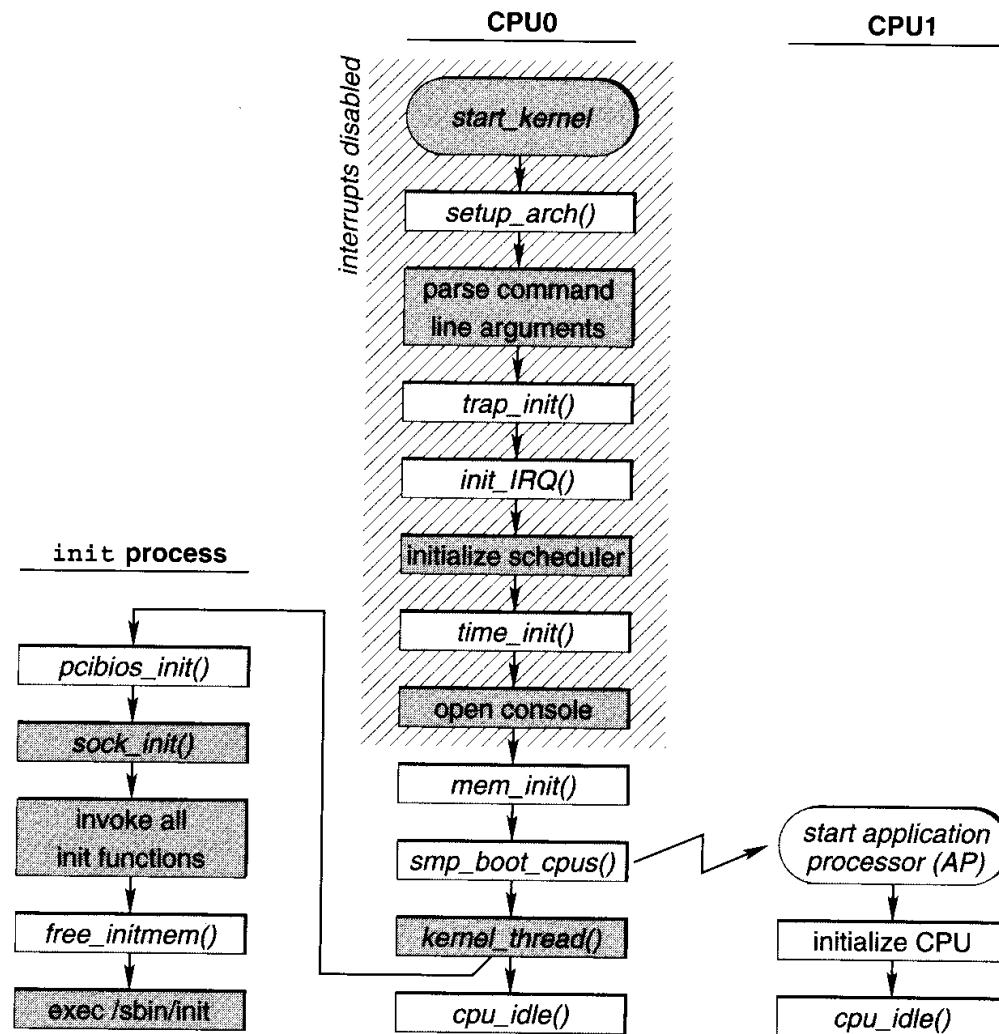 CPU0
CPU1
interrupts disabled
start_kernel
setup_arch()
parse command
line arguments
trap_init()
init_IRQ()
initialize scheduler
time_init()
open console
mem_init()
smp_boot_cpus()
kernel_thread()
cpu_idle()
init process
pcibios_init()
sock_init()
invoke all
init functions
free_initmem()
exec /sbin/init
start application
processor (AP)
initialize CPU
cpu_idle()